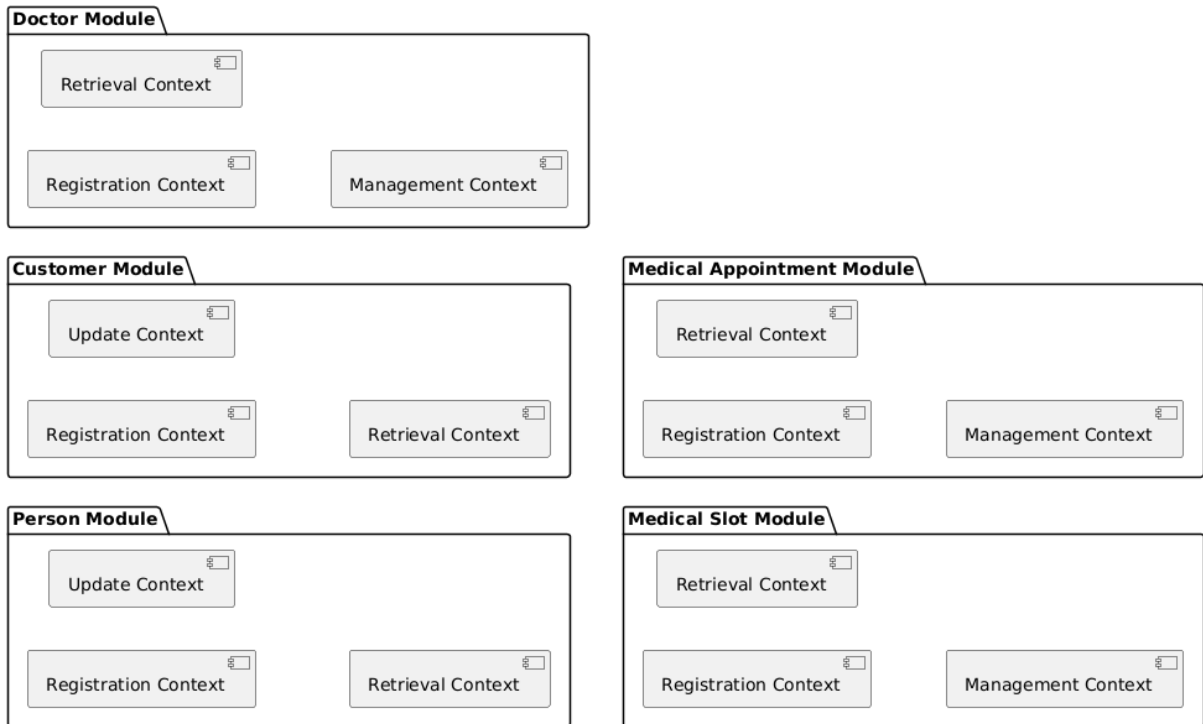 Doctor Module
Retrieval Context
Registration Context
Management Context
Customer Module
Update Context
Registration Context
Retrieval Context
Medical Appointment Module
Retrieval Context
Registration Context
Management Context
Person Module
Update Context
Registration Context
Retrieval Context
Medical Slot Module
Retrieval Context
Registration Context
Management Context